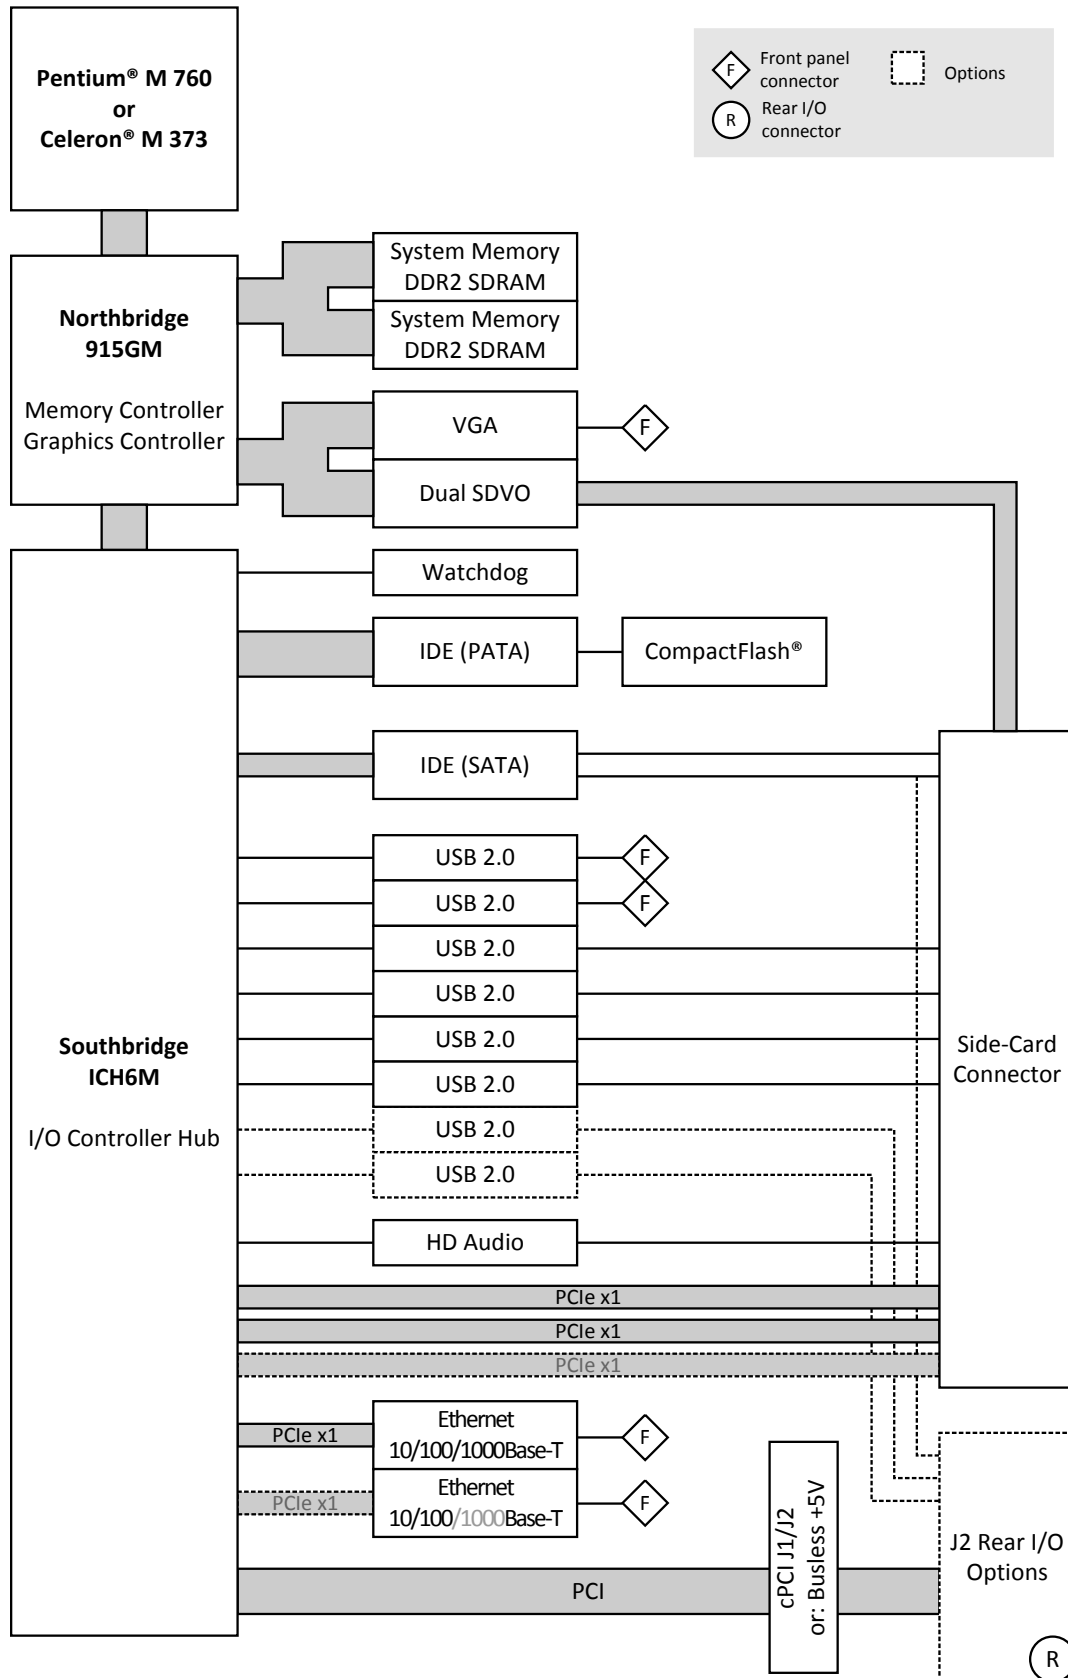 Pentium® M 760
or
Celeron® M 373
F
Front panel
connector
Options
R
Rear I/O
connector
System Memory
DDR2 SDRAM
System Memory
DDR2 SDRAM
Northbridge
915GM
Memory Controller
Graphics Controller
VGA
F
Dual SDVO
Watchdog
IDE (PATA)
CompactFlash®
IDE (SATA)
USB 2.0
F
USB 2.0
F
USB 2.0
USB 2.0
USB 2.0
USB 2.0
USB 2.0
USB 2.0
Southbridge
ICH6M
I/O Controller Hub
Side-Card
Connector
HD Audio
PCIe x1
PCIe x1
PCIe x1
PCIe x1
Ethernet
10/100/1000Base-T
F
PCIe x1
Ethernet
10/100/1000Base-T
F
cPCI J1/J2
or: Busless +5V
PCI
J2 Rear I/O
Options
R